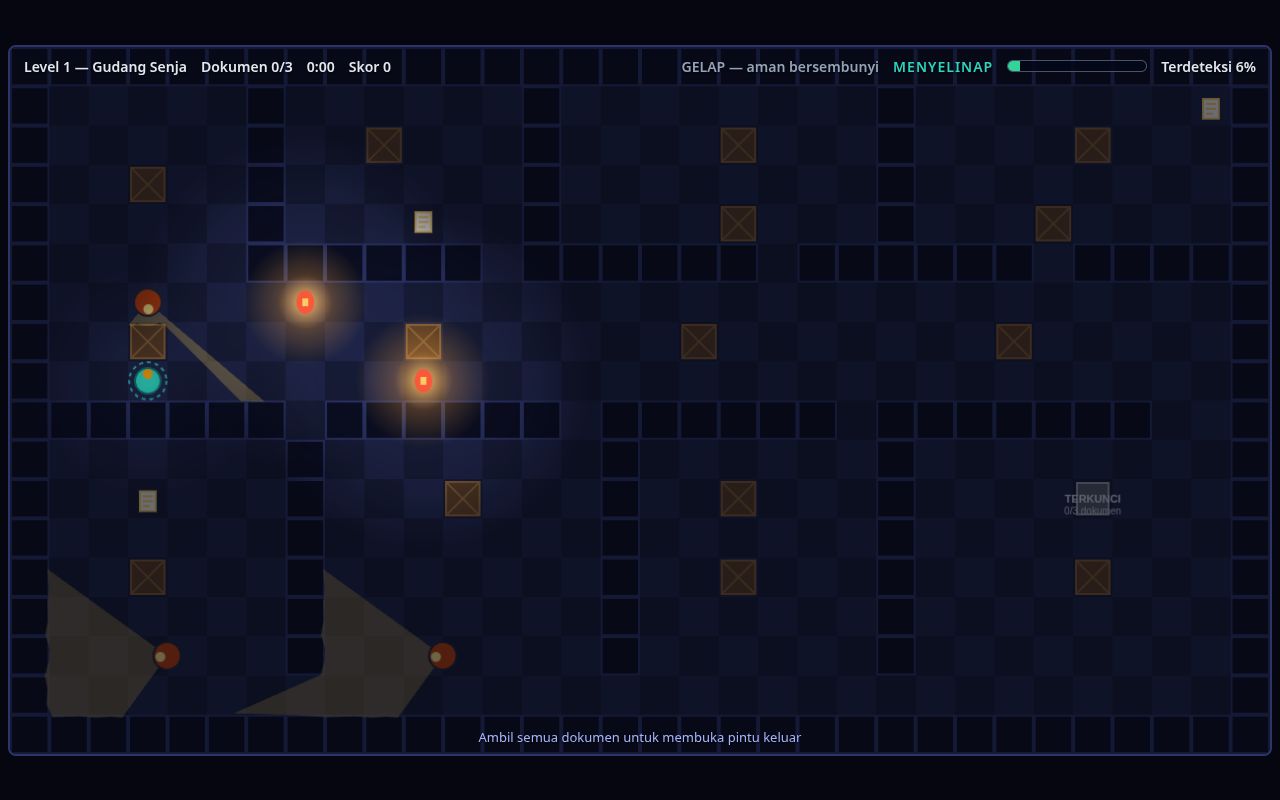 Level 1 — Gudang Senja Dokumen 0/3 0:00 Skor 0 GELAP — aman bersembunyi MENYELINAP Terdeteksi 6%
TERKUNCI
0/3 dokumen
Ambil semua dokumen untuk membuka pintu keluar